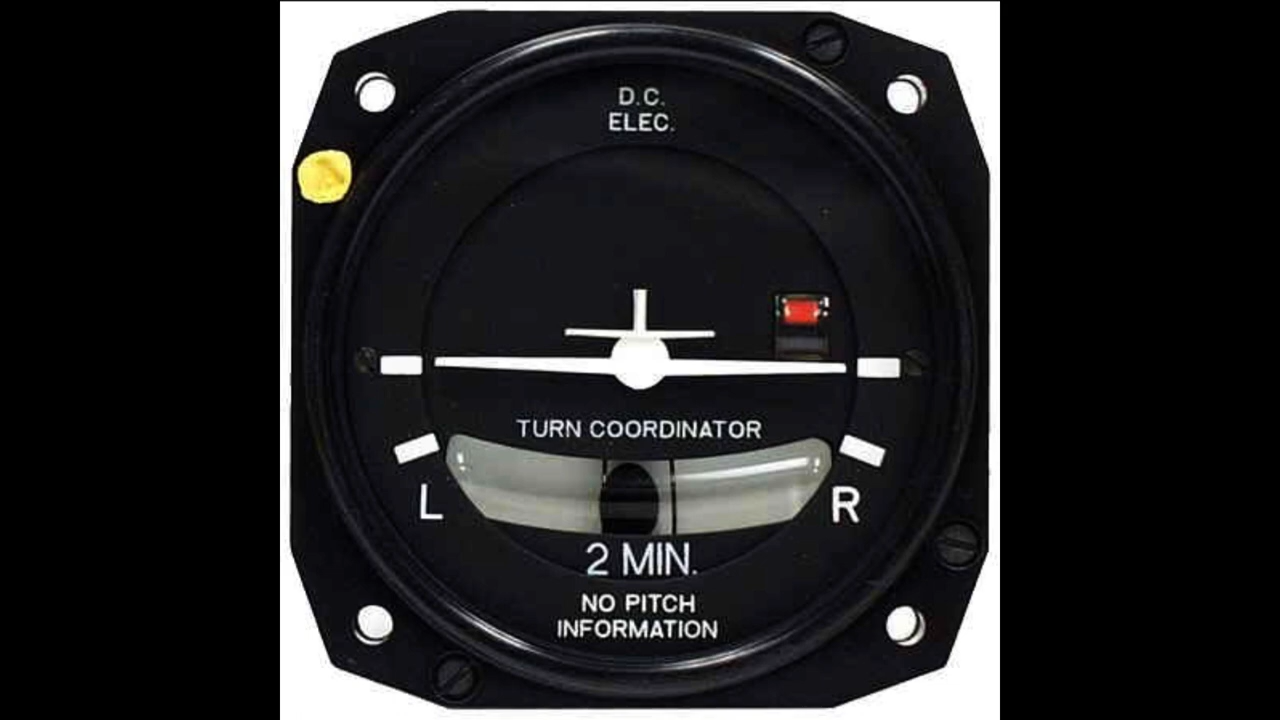 D.C.
ELEC.
TURN COORDINATOR
L R
2 MIN.
NO PITCH
INFORMATION